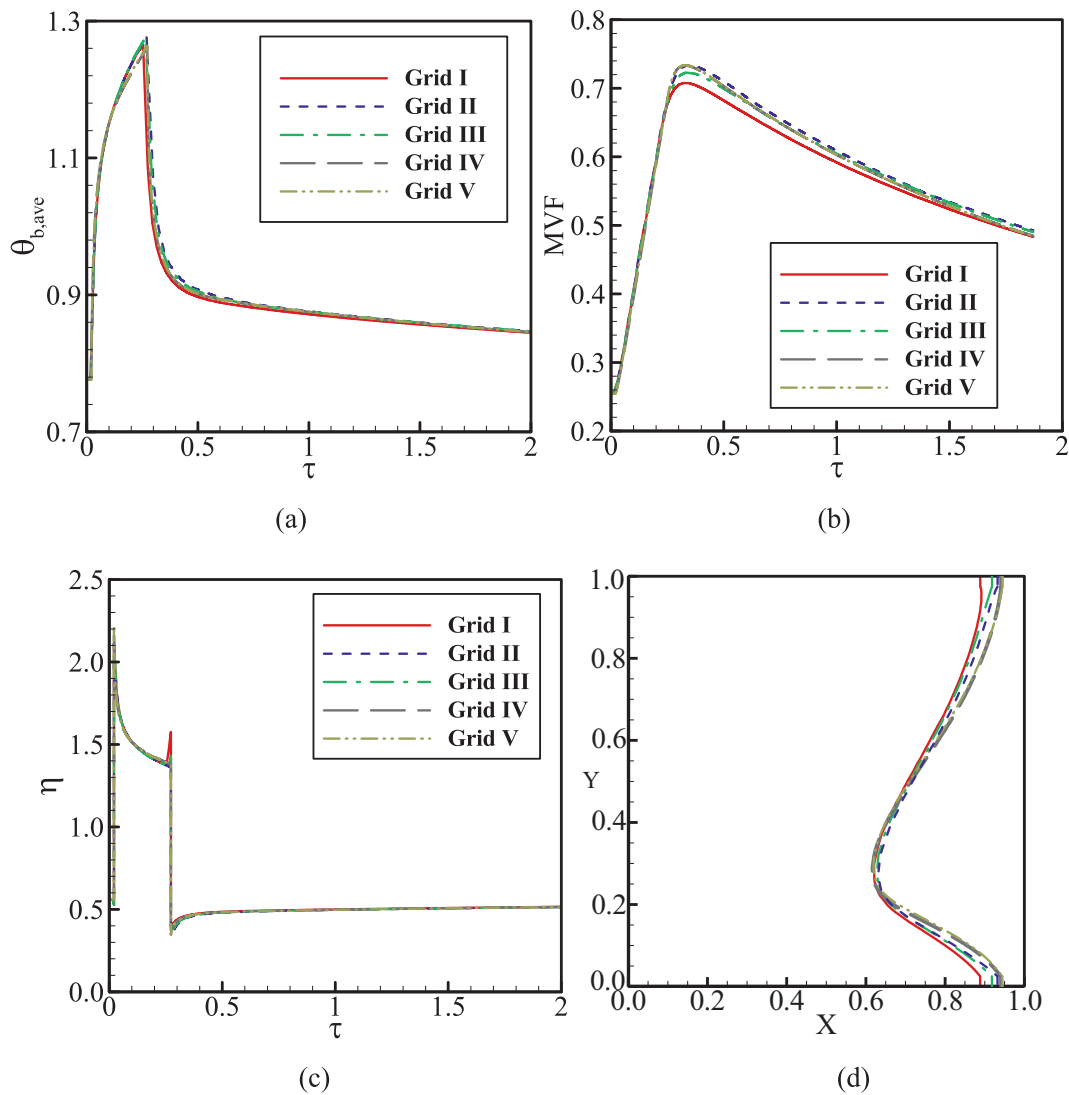 1.3
1.1
0.9
0.7
θb,ave
0 0.5 1 1.5 2
τ
Grid I
Grid II
Grid III
Grid IV
Grid V
(a)
0.8
0.7
0.6
0.5
0.4
0.3
0.2
MVF
0 0.5 1 1.5 2
τ
Grid I
Grid II
Grid III
Grid IV
Grid V
(b)
2.5
2.0
1.5
1.0
0.5
0.0
η
0 0.5 1 1.5 2
τ
Grid I
Grid II
Grid III
Grid IV
Grid V
(c)
1.0
0.8
0.6
Y
0.4
0.2
0.0
0.0 0.2 0.4 0.6 0.8 1.0
X
(d)